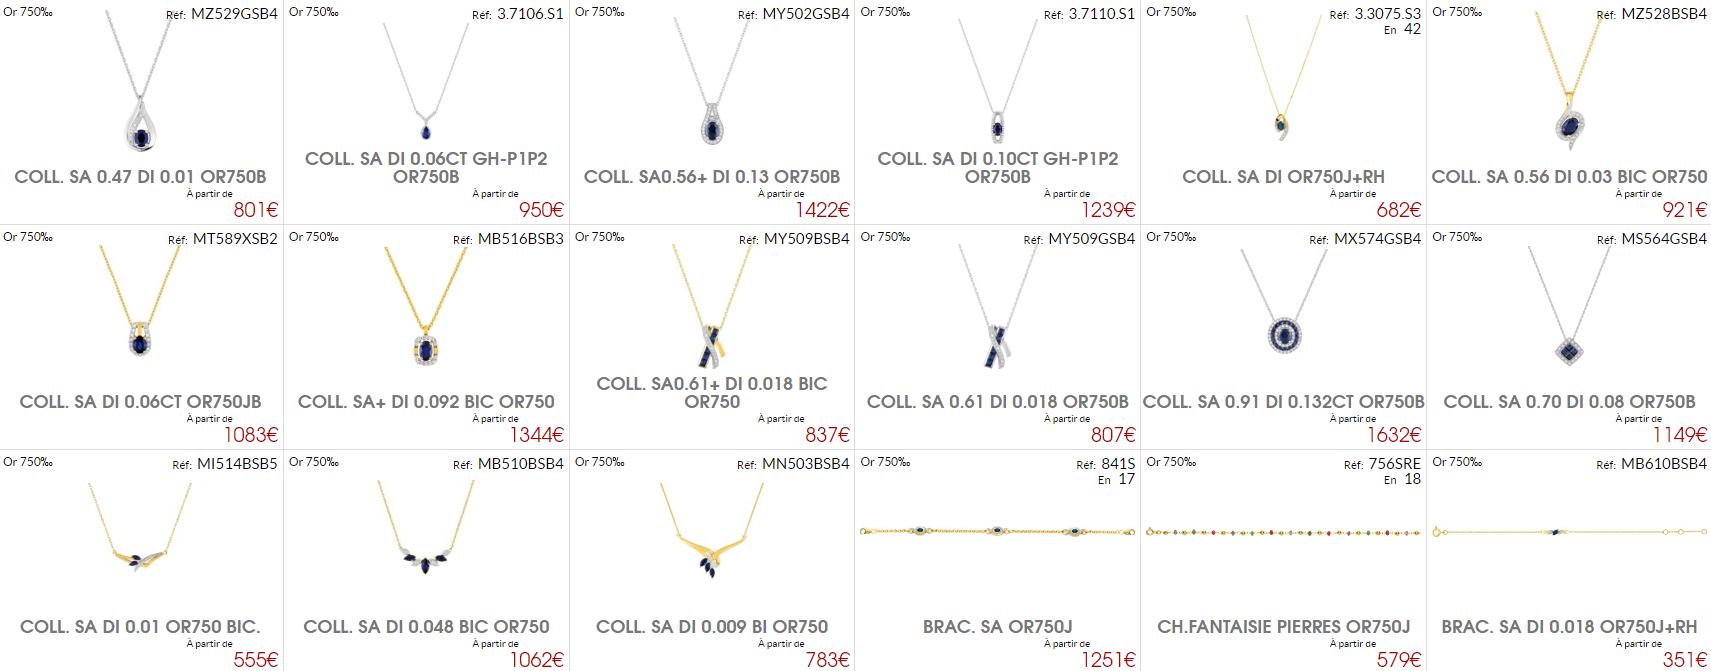 Or 750‰
Réf: MZ529GSB4
COLL. SA 0.47 DI 0.01 OR750B
À partir de
801€
Or 750‰
Réf: 3.7106.S1
COLL. SA DI 0.06CT GH-P1P2
OR750B
À partir de
950€
Or 750‰
Réf: MY502GSB4
COLL. SA0.56+ DI 0.13 OR750B
À partir de
1422€
Or 750‰
Réf: 3.7110.S1
COLL. SA DI 0.10CT GH-P1P2
OR750B
À partir de
1239€
Or 750‰
Réf: 3.3075.S3
En 42
COLL. SA DI OR750J+RH
À partir de
682€
Or 750‰
Réf: MZ528BSB4
COLL. SA 0.56 DI 0.03 BIC OR750
À partir de
921€
Or 750‰
Réf: MT589XSB2
COLL. SA DI 0.06CT OR750JB
À partir de
1083€
Or 750‰
Réf: MB516BSB3
COLL. SA+ DI 0.092 BIC OR750
À partir de
1344€
Or 750‰
Réf: MY509BSB4
COLL. SA0.61+ DI 0.018 BIC
OR750
À partir de
837€
Or 750‰
Réf: MY509GSB4
COLL. SA 0.61 DI 0.018 OR750B
À partir de
807€
Or 750‰
Réf: MX574GSB4
COLL. SA 0.91 DI 0.132CT OR750B
À partir de
1632€
Or 750‰
Réf: MS564GSB4
COLL. SA 0.70 DI 0.08 OR750B
À partir de
1149€
Or 750‰
Réf: MI514BSB5
COLL. SA DI 0.01 OR750 BIC.
À partir de
555€
Or 750‰
Réf: MB510BSB4
COLL. SA DI 0.048 BIC OR750
À partir de
1062€
Or 750‰
Réf: MN503BSB4
COLL. SA DI 0.009 BI OR750
À partir de
783€
Or 750‰
Réf: 841S
En 17
BRAC. SA OR750J
À partir de
1251€
Or 750‰
Réf: 756SRE
En 18
CH.FANTAISIE PIERRES OR750J
À partir de
579€
Or 750‰
Réf: MB610BSB4
BRAC. SA DI 0.018 OR750J+RH
À partir de
351€